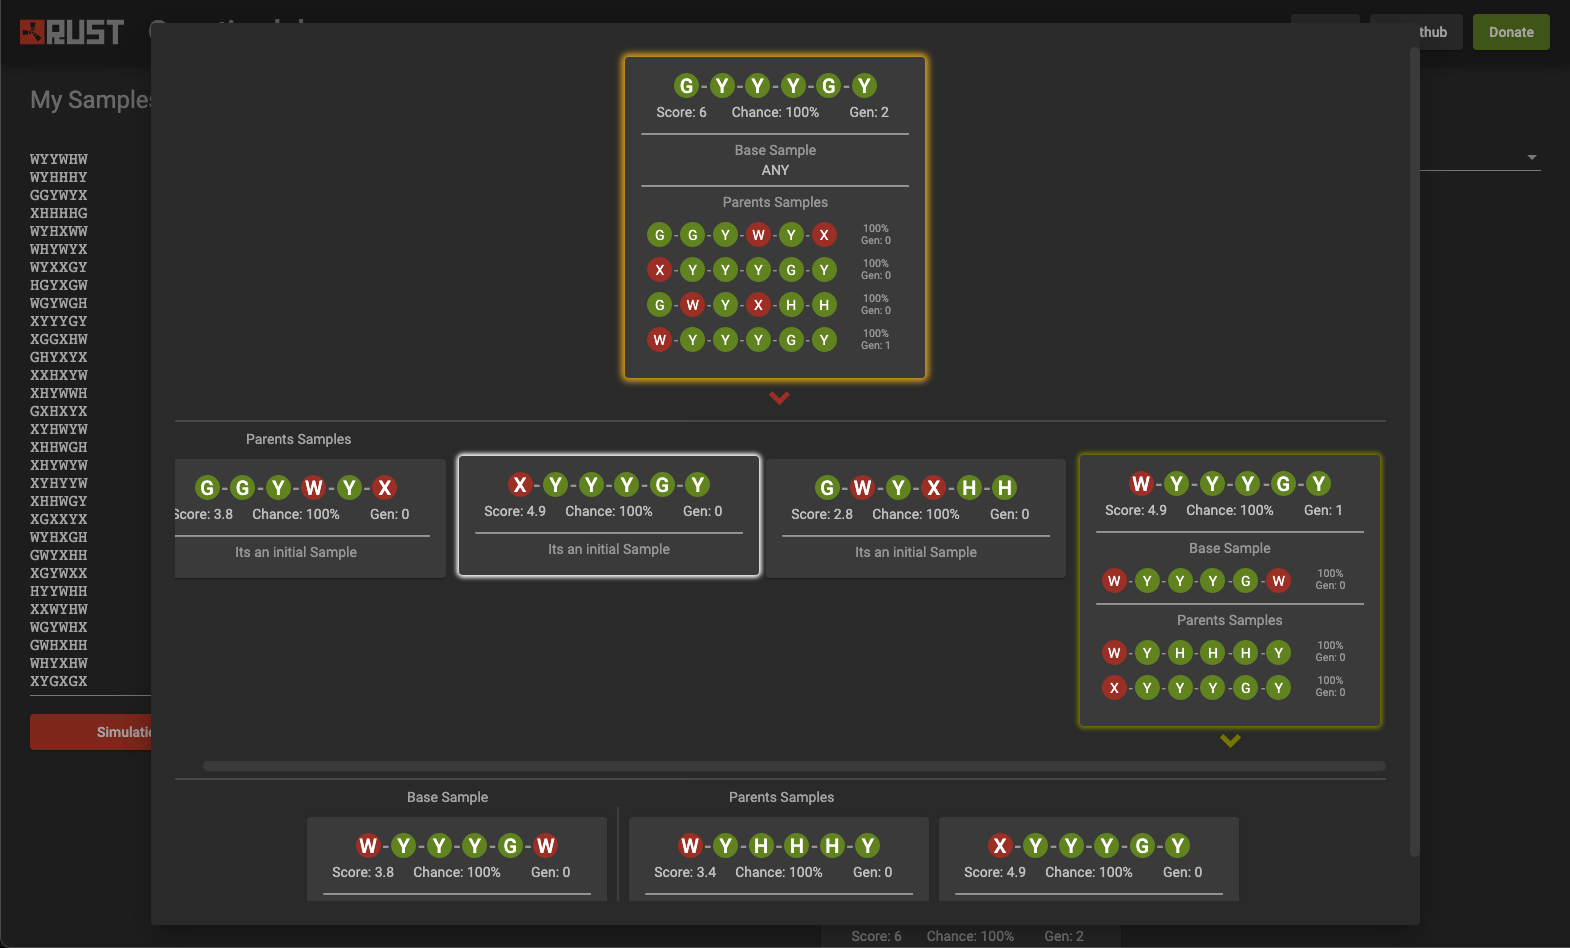 RUST
thub
Donate
My Samples
WYYWHW
WYHHHY
GGYWYX
XHHHHG
WYHXWW
WHYWYX
WYXXGY
HGYXGW
WGYWGH
XYYYGY
XGGXHW
GHYXYX
XXHXYW
XHYWWH
GXHXYX
XYHWYW
XHHWGH
XHYWYW
XYHYYW
XHHWGY
XGXXYX
WYHXGH
GWYXHH
XGYWXX
HYYWHH
XXWYHW
WGYWHX
GWHXHH
WHYXHW
XYGXGX
Simulatio
G-Y-Y-Y-G-Y
Score: 6 Chance: 100% Gen: 2
Base Sample
ANY
Parents Samples
G-G-Y-W-Y-X 100% Gen: 0
X-Y-Y-Y-G-Y 100% Gen: 0
G-W-Y-X-H-H 100% Gen: 0
W-Y-Y-Y-G-Y 100% Gen: 1
Parents Samples
G-G-Y-W-Y-X
Score: 3.8 Chance: 100% Gen: 0
Its an initial Sample
X-Y-Y-Y-G-Y
Score: 4.9 Chance: 100% Gen: 0
Its an initial Sample
G-W-Y-X-H-H
Score: 2.8 Chance: 100% Gen: 0
Its an initial Sample
W-Y-Y-Y-G-Y
Score: 4.9 Chance: 100% Gen: 1
Base Sample
W-Y-Y-Y-G-W 100% Gen: 0
Parents Samples
W-Y-H-H-H-Y 100% Gen: 0
X-Y-Y-Y-G-Y 100% Gen: 0
Base Sample
W-Y-Y-Y-G-W
Score: 3.8 Chance: 100% Gen: 0
Parents Samples
W-Y-H-H-H-Y
Score: 3.4 Chance: 100% Gen: 0
X-Y-Y-Y-G-Y
Score: 4.9 Chance: 100% Gen: 0
Score: 6 Chance: 100% Gen: 2